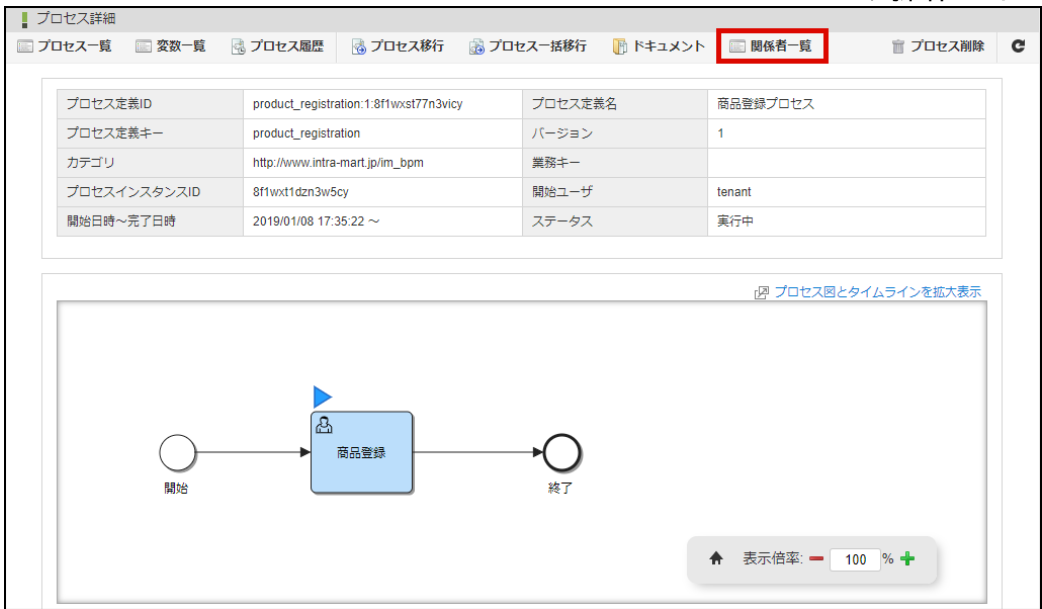 プロセス詳細
プロセス一覧 変数一覧 プロセス履歴 プロセス移行 プロセス一括移行 ドキュメント 関係者一覧 プロセス削除
プロセス定義ID product_registration:1:8f1wxst77n3vicy プロセス定義名 商品登録プロセス
プロセス定義キー product_registration バージョン 1
カテゴリ http://www.intra-mart.jp/im_bpm 業務キー
プロセスインスタンスID 8f1wxt1dzn3w5cy 開始ユーザ tenant
開始日時～完了日時 2019/01/08 17:35:22 ～ ステータス 実行中
プロセス図とタイムラインを拡大表示
商品登録
開始
終了
表示倍率: 100 %